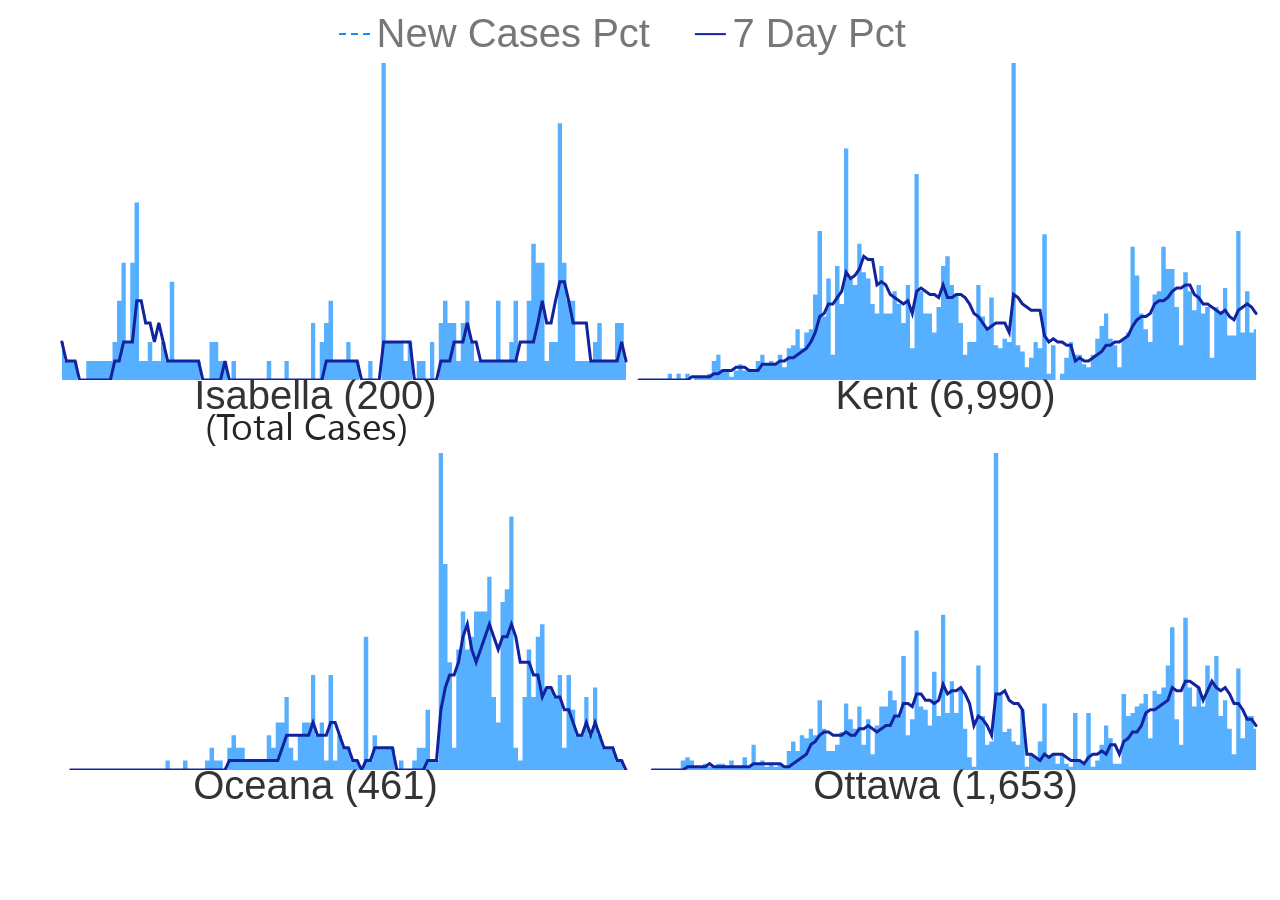 New Cases Pct 7 Day Pct
Isabella (200) Kent (6,990)
(Total Cases)
Oceana (461) Ottawa (1,653)